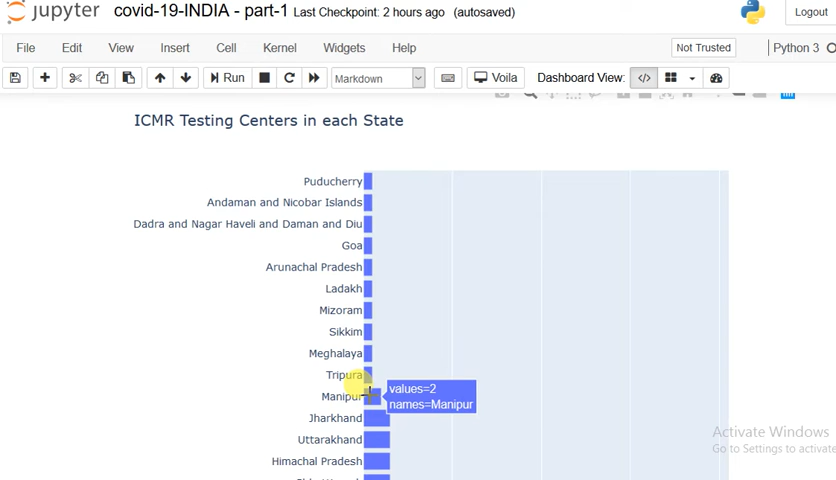 jupyter covid-19-INDIA - part-1 Last Checkpoint: 2 hours ago (autosaved) Logout
File Edit View Insert Cell Kernel Widgets Help Not Trusted Python 3
Run Markdown Voila Dashboard View:
ICMR Testing Centers in each State
Puducherry
Andaman and Nicobar Islands
Dadra and Nagar Haveli and Daman and Diu
Goa
Arunachal Pradesh
Ladakh
Mizoram
Sikkim
Meghalaya
Tripura
values=2
Manipur names=Manipur
Jharkhand
Activate Windows
Uttarakhand
Go to Settings to activate
Himachal Pradesh